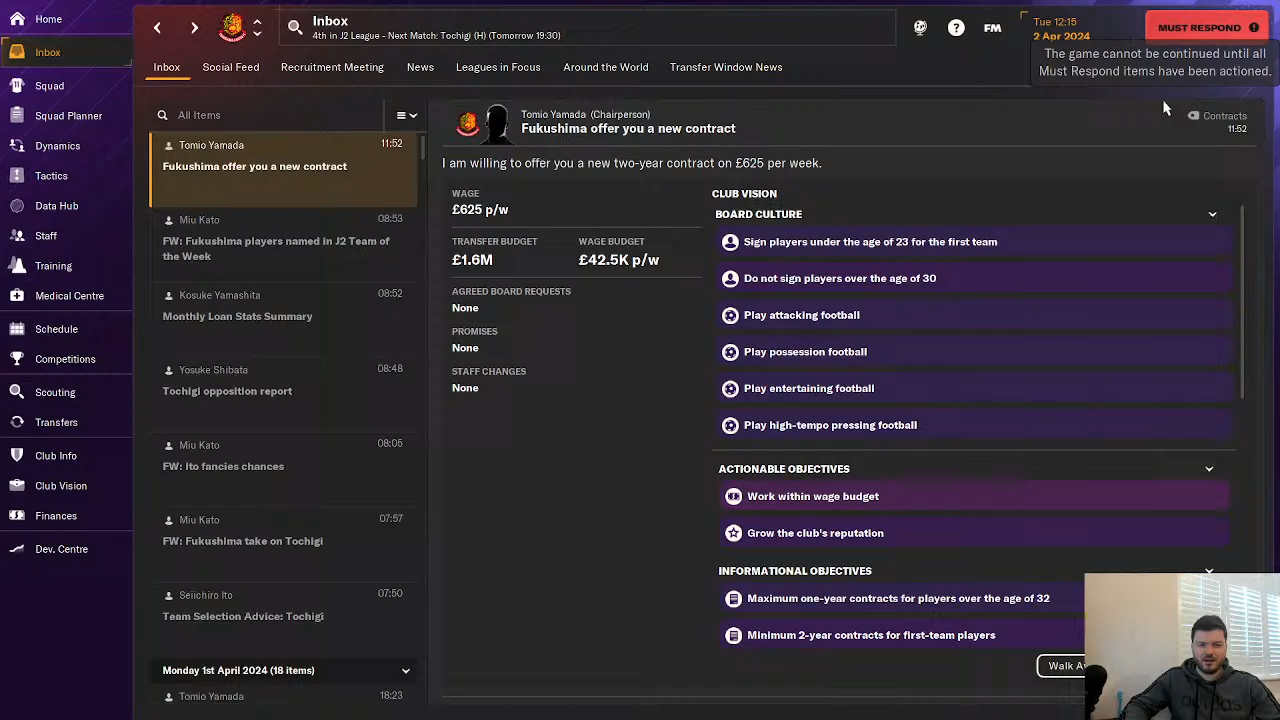 Home
Inbox
Squad
Squad Planner
Dynamics
Tactics
Data Hub
Staff
Training
Medical Centre
Schedule
Competitions
Scouting
Transfers
Club Info
Club Vision
Finances
Dev. Centre
Inbox
4th in J2 League - Next Match: Tochigi (H) (Tomorrow 19:30)
FM
Tue 12:15
2 Apr 2024
MUST RESPOND
The game cannot be continued until all
Must Respond items have been actioned.
Inbox
Social Feed
Recruitment Meeting
News
Leagues in Focus
Around the World
Transfer Window News
All Items
Tomio Yamada 11:52
Fukushima offer you a new contract
Miu Kato 08:53
FW: Fukushima players named in J2 Team of
the Week
Kosuke Yamashita 08:52
Monthly Loan Stats Summary
Yosuke Shibata 08:48
Tochigi opposition report
Miu Kato 08:05
FW: Ito fancies chances
Miu Kato 07:57
FW: Fukushima take on Tochigi
Seiichiro Ito 07:50
Team Selection Advice: Tochigi
Monday 1st April 2024 (18 items)
Tomio Yamada 18:23
Tomio Yamada (Chairperson)
Fukushima offer you a new contract
Contracts
11:52
I am willing to offer you a new two-year contract on £625 per week.
WAGE
£625 p/w
TRANSFER BUDGET WAGE BUDGET
£1.6M £42.5K p/w
AGREED BOARD REQUESTS
None
PROMISES
None
STAFF CHANGES
None
CLUB VISION
BOARD CULTURE
Sign players under the age of 23 for the first team
Do not sign players over the age of 30
Play attacking football
Play possession football
Play entertaining football
Play high-tempo pressing football
ACTIONABLE OBJECTIVES
Work within wage budget
Grow the club's reputation
INFORMATIONAL OBJECTIVES
Maximum one-year contracts for players over the age of 32
Minimum 2-year contracts for first-team players
Walk